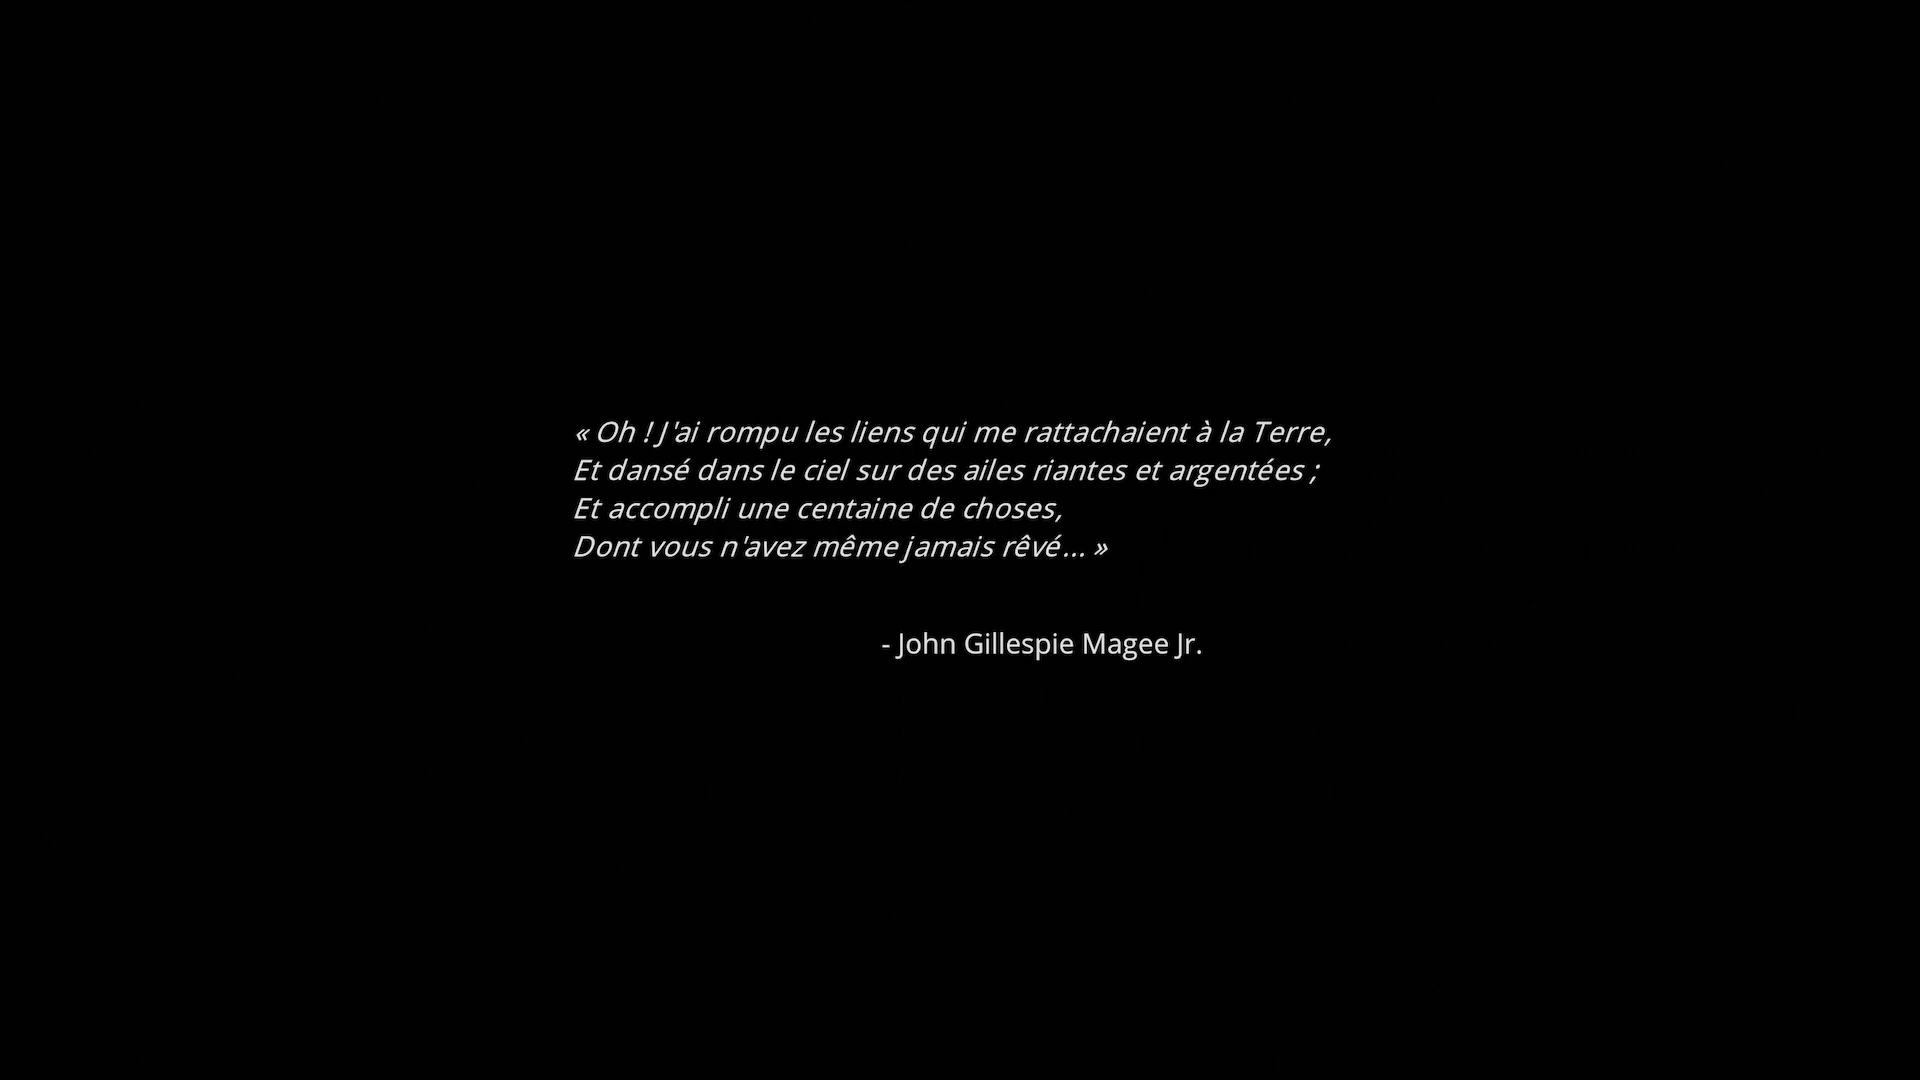 « Oh ! J'ai rompu les liens qui me rattachaient à la Terre,
Et dansé dans le ciel sur des ailes riantes et argentées ;
Et accompli une centaine de choses,
Dont vous n'avez même jamais rêvé... »
- John Gillespie Magee Jr.